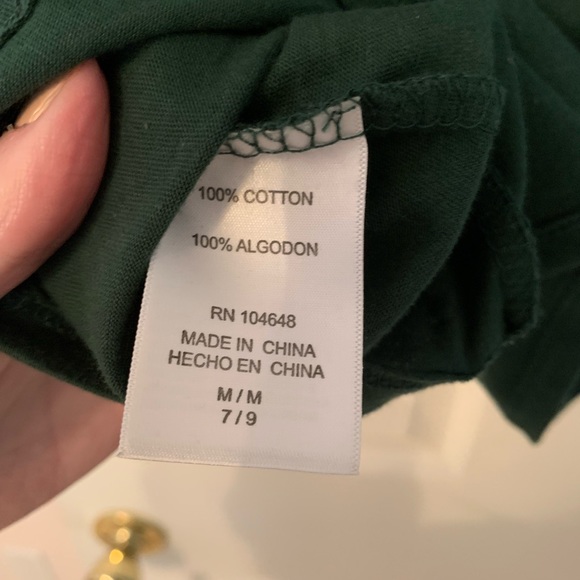 100% COTTON
100% ALGODON
RN 104648
MADE IN CHINA
HECHO EN CHINA
M / M
7 / 9